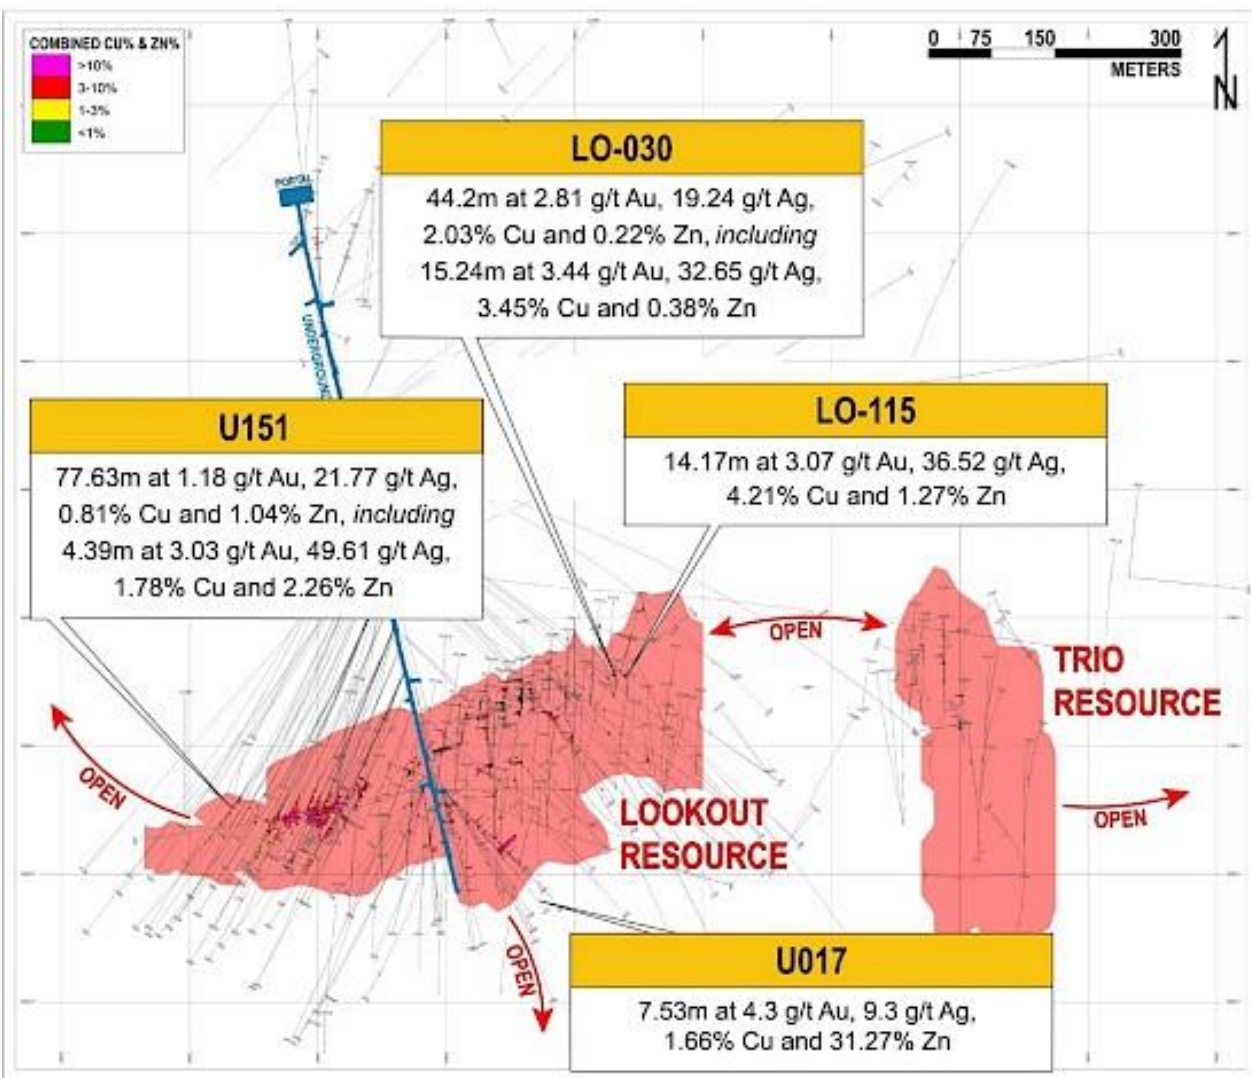 COMBINED CU% & ZN%
>10%
3-10%
1-3%
<1%
0 75 150 300
METERS
N
PORTAL
UNDERGROUND
LO-030
44.2m at 2.81 g/t Au, 19.24 g/t Ag,
2.03% Cu and 0.22% Zn, including
15.24m at 3.44 g/t Au, 32.65 g/t Ag,
3.45% Cu and 0.38% Zn
LO-115
14.17m at 3.07 g/t Au, 36.52 g/t Ag,
4.21% Cu and 1.27% Zn
U151
77.63m at 1.18 g/t Au, 21.77 g/t Ag,
0.81% Cu and 1.04% Zn, including
4.39m at 3.03 g/t Au, 49.61 g/t Ag,
1.78% Cu and 2.26% Zn
OPEN
TRIO
RESOURCE
OPEN
OPEN
LOOKOUT
RESOURCE
OPEN
U017
7.53m at 4.3 g/t Au, 9.3 g/t Ag,
1.66% Cu and 31.27% Zn